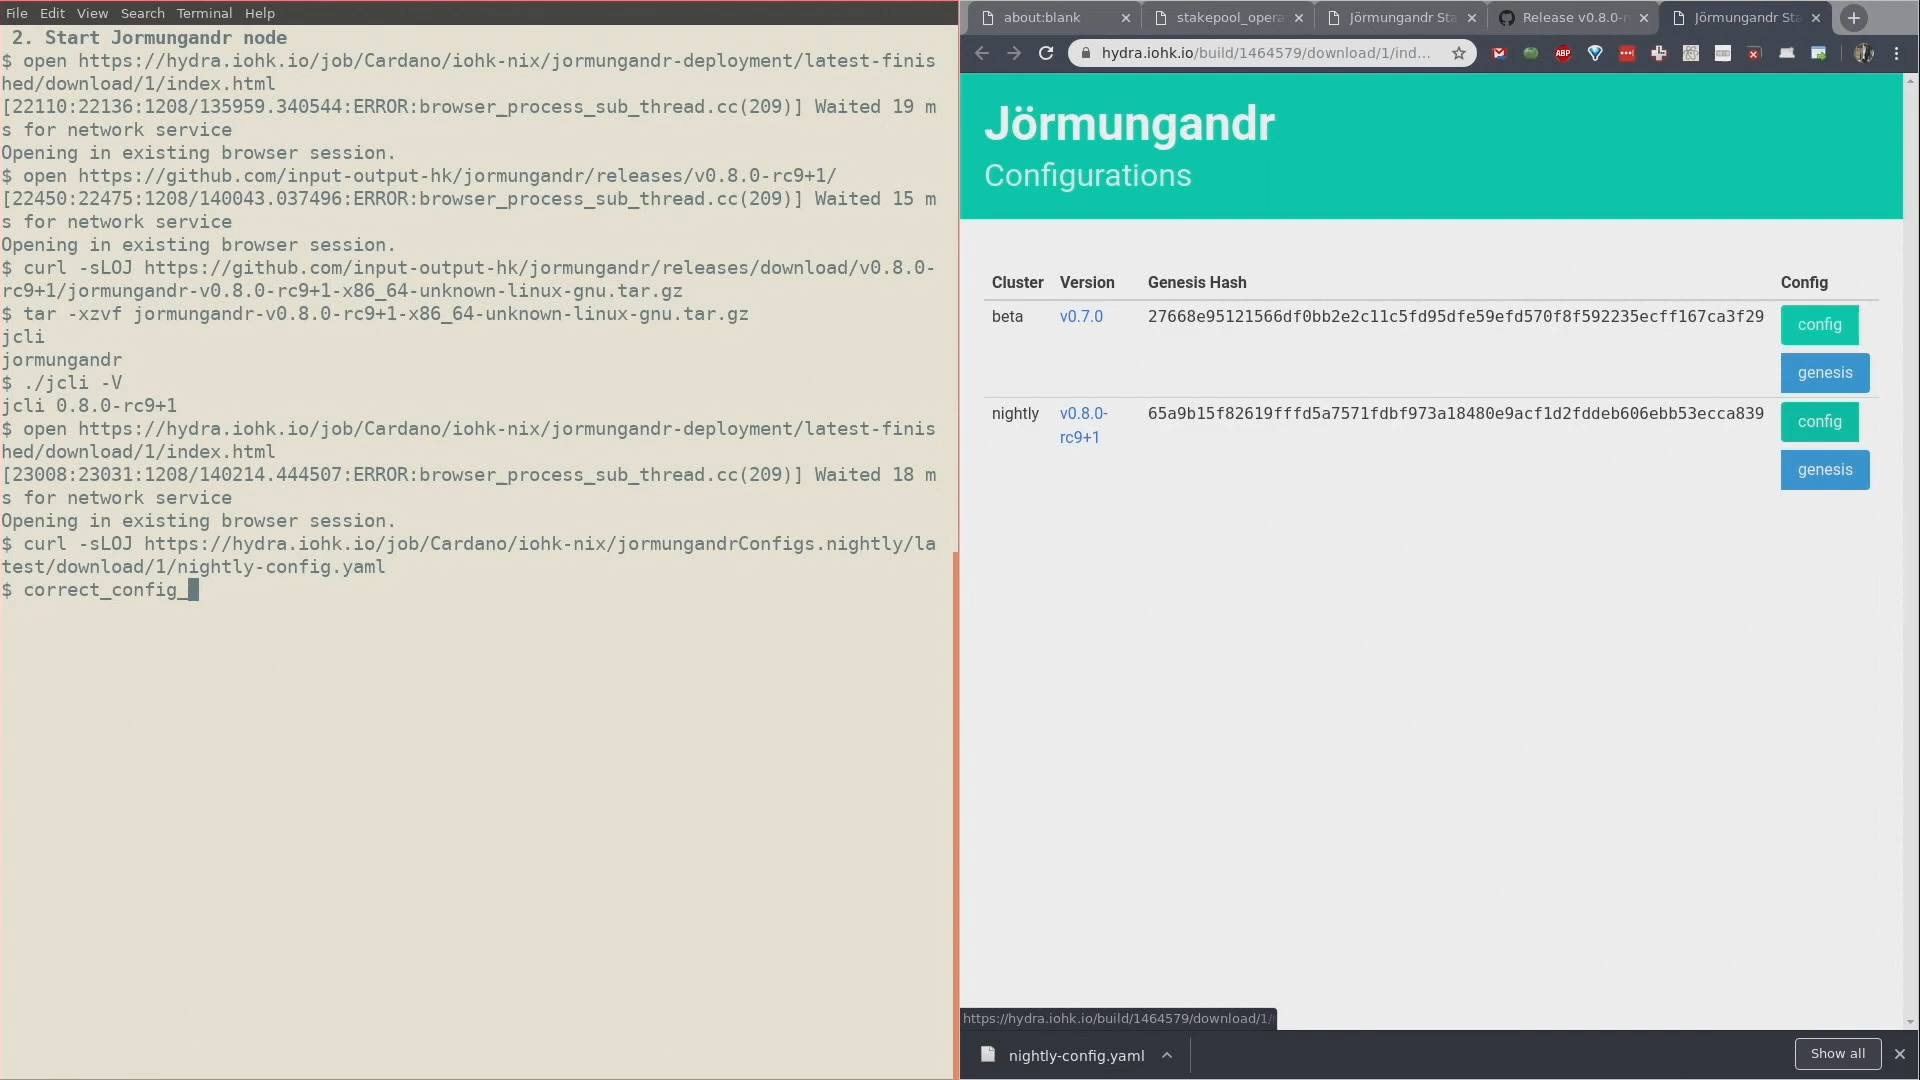 File Edit View Search Terminal Help
2. Start Jormungandr node
$ open https://hydra.iohk.io/job/Cardano/iohk-nix/jormungandr-deployment/latest-finis
hed/download/1/index.html
[22110:22136:1208/135959.340544:ERROR:browser_process_sub_thread.cc(209)] Waited 19 m
s for network service
Opening in existing browser session.
$ open https://github.com/input-output-hk/jormungandr/releases/v0.8.0-rc9+1/
[22450:22475:1208/140043.037496:ERROR:browser_process_sub_thread.cc(209)] Waited 15 m
s for network service
Opening in existing browser session.
$ curl -sLOJ https://github.com/input-output-hk/jormungandr/releases/download/v0.8.0-
rc9+1/jormungandr-v0.8.0-rc9+1-x86_64-unknown-linux-gnu.tar.gz
$ tar -xzvf jormungandr-v0.8.0-rc9+1-x86_64-unknown-linux-gnu.tar.gz
jcli
jormungandr
$ ./jcli -V
jcli 0.8.0-rc9+1
$ open https://hydra.iohk.io/job/Cardano/iohk-nix/jormungandr-deployment/latest-finis
hed/download/1/index.html
[23008:23031:1208/140214.444507:ERROR:browser_process_sub_thread.cc(209)] Waited 18 m
s for network service
Opening in existing browser session.
$ curl -sLOJ https://hydra.iohk.io/job/Cardano/iohk-nix/jormungandrConfigs.nightly/la
test/download/1/nightly-config.yaml
$ correct_config_
about:blank
stakepool_opera
Jörmungandr Sta
Release v0.8.0-r
Jörmungandr Sta
hydra.iohk.io/build/1464579/download/1/ind...
ABP
Jörmungandr
Configurations
Cluster Version Genesis Hash Config
beta v0.7.0 27668e95121566df0bb2e2c11c5fd95dfe59efd570f8f592235ecff167ca3f29 config
genesis
nightly v0.8.0- 65a9b15f82619fffd5a7571fdbf973a18480e9acf1d2fddeb606ebb53ecca839 config
rc9+1
genesis
https://hydra.iohk.io/build/1464579/download/1/
nightly-config.yaml
Show all